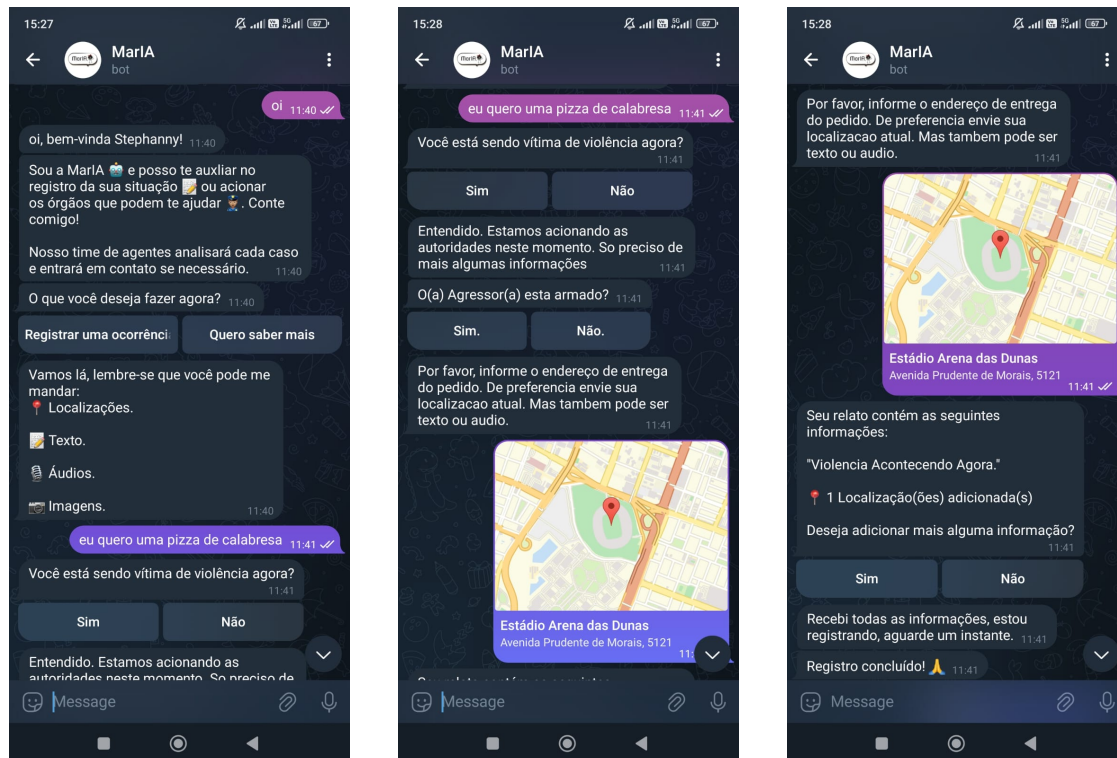 15:27
5G
67
MarIA
MarIA
bot
oi 11:40
oi, bem-vinda Stephanny! 11:40
Sou a MarIA 🤖 e posso te auxliar no
registro da sua situação 📝 ou acionar
os órgãos que podem te ajudar 👮. Conte
comigo!
Nosso time de agentes analisará cada caso
e entrará em contato se necessário. 11:40
O que você deseja fazer agora? 11:40
Registrar uma ocorrênci
Quero saber mais
Vamos lá, lembre-se que você pode me
mandar:
📍 Localizações.
📝 Texto.
🎙 Áudios.
📷 Imagens. 11:40
eu quero uma pizza de calabresa 11:41
Você está sendo vítima de violência agora?
11:41
Sim
Não
Entendido. Estamos acionando as
autoridades neste momento. So preciso de
Message
15:28
5G
67
MarIA
MarIA
bot
eu quero uma pizza de calabresa 11:41
Você está sendo vítima de violência agora?
11:41
Sim
Não
Entendido. Estamos acionando as
autoridades neste momento. So preciso de
mais algumas informações 11:41
O(a) Agressor(a) esta armado? 11:41
Sim.
Não.
Por favor, informe o endereço de entrega
do pedido. De preferencia envie sua
localizacao atual. Mas tambem pode ser
texto ou audio. 11:41
Estádio Arena das Dunas
Avenida Prudente de Morais, 5121
11:
Message
15:28
5G
67
MarIA
MarIA
bot
Por favor, informe o endereço de entrega
do pedido. De preferencia envie sua
localizacao atual. Mas tambem pode ser
texto ou audio. 11:41
Estádio Arena das Dunas
Avenida Prudente de Morais, 5121
11:41
Seu relato contém as seguintes
informações:
"Violencia Acontecendo Agora."
📍 1 Localização(ões) adicionada(s)
Deseja adicionar mais alguma informação?
11:41
Sim
Não
Recebi todas as informações, estou
registrando, aguarde um instante. 11:41
Registro concluído! 🙏 11:41
Message